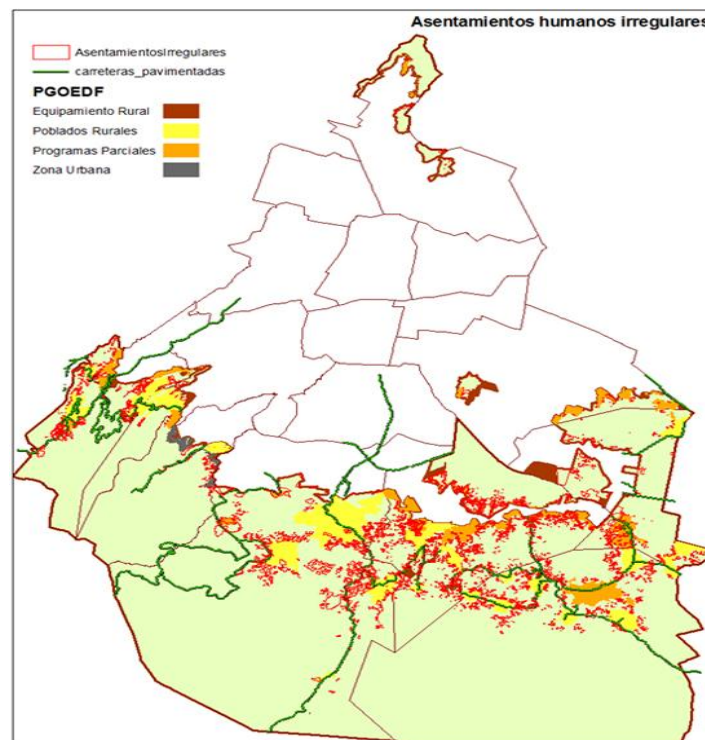 Asentamientos humanos irregulares
AsentamientosIrregulares
carreteras_pavimentadas
PGOEDF
Equipamiento Rural
Poblados Rurales
Programas Parciales
Zona Urbana